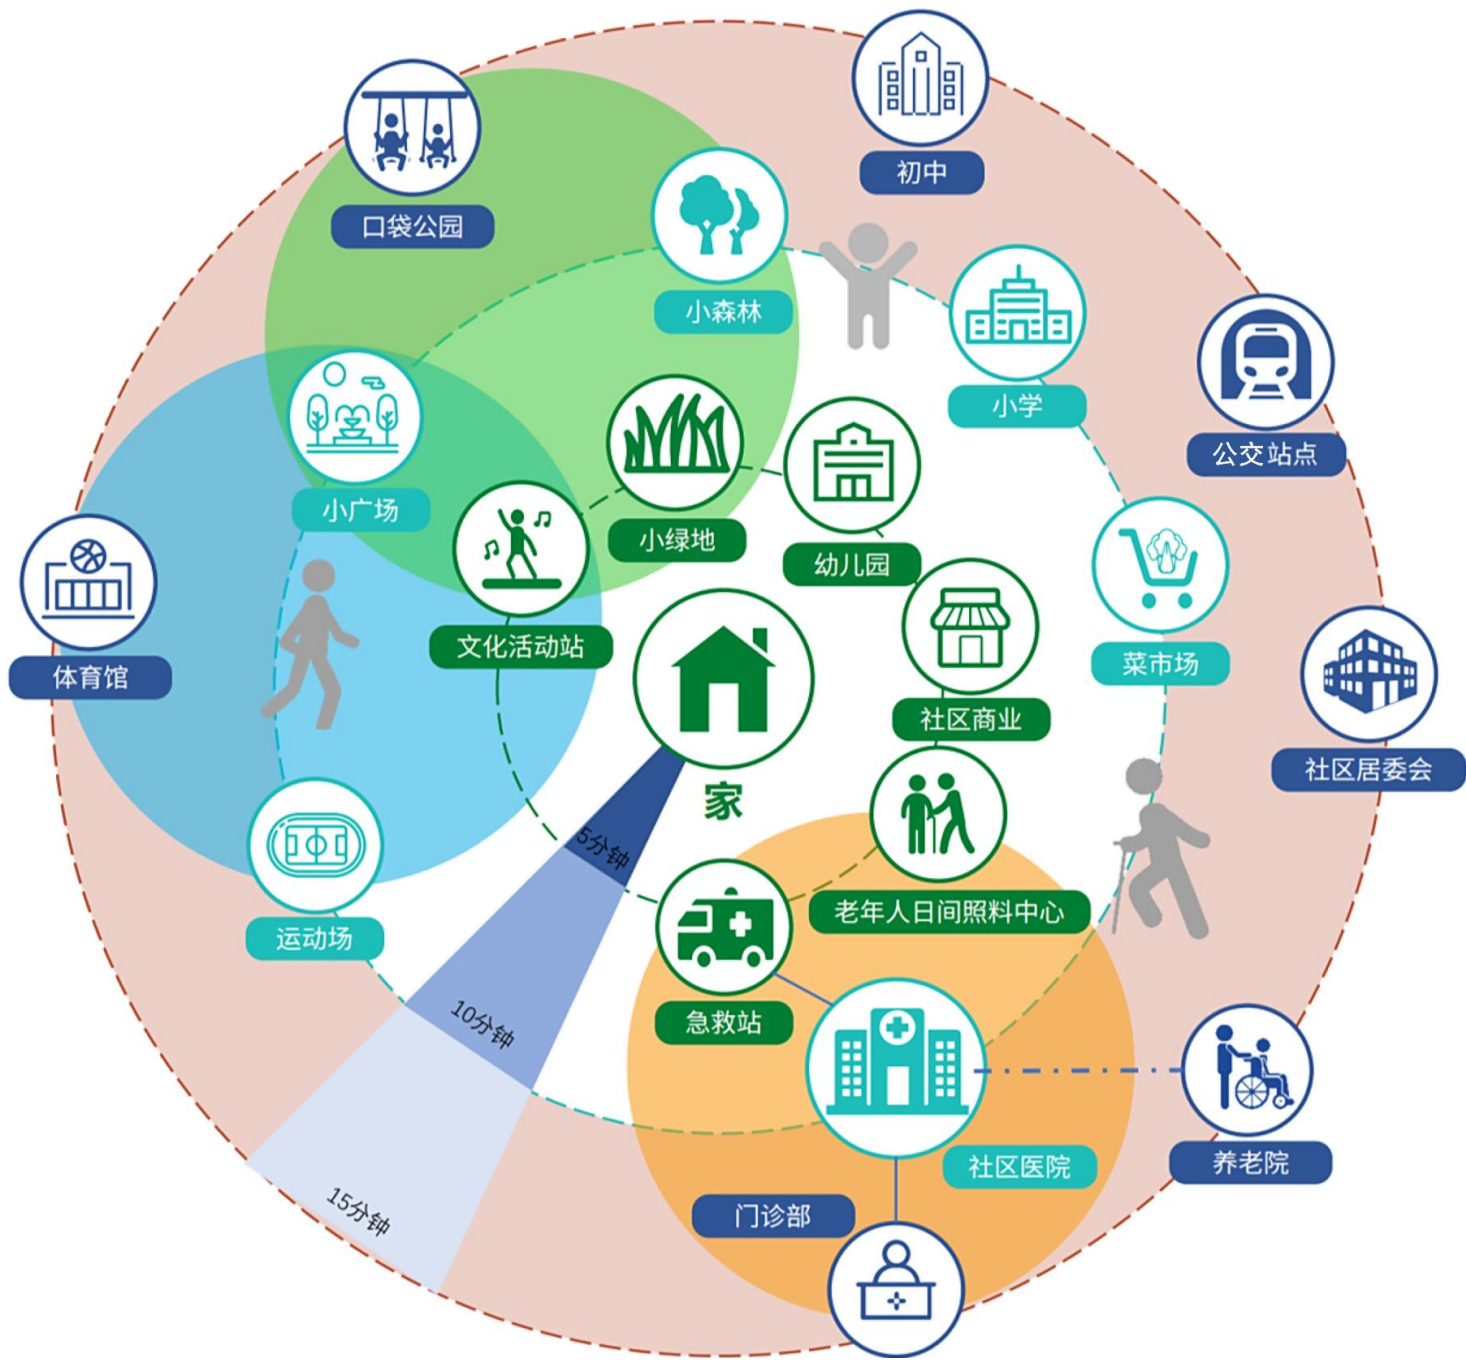 初中
口袋公园
小森林
小学
公交站点
小广场
小绿地
幼儿园
文化活动站
体育馆
菜市场
社区商业
社区居委会
家
5分钟
老年人日间照料中心
运动场
急救站
10分钟
社区医院
养老院
15分钟
门诊部